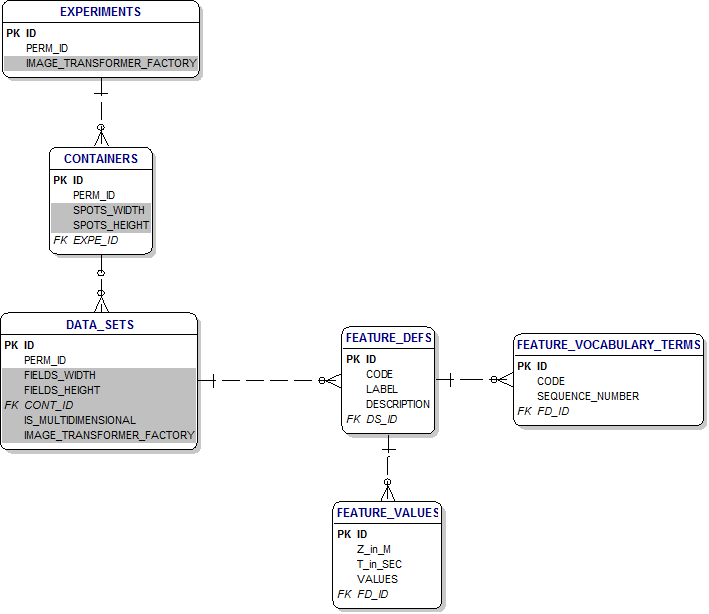 EXPERIMENTS
PK ID
PERM_ID
IMAGE_TRANSFORMER_FACTORY
CONTAINERS
PK ID
PERM_ID
SPOTS_WIDTH
SPOTS_HEIGHT
FK EXPE_ID
DATA_SETS
PK ID
PERM_ID
FIELDS_WIDTH
FIELDS_HEIGHT
FK CONT_ID
IS_MULTIDIMENSIONAL
IMAGE_TRANSFORMER_FACTORY
FEATURE_DEFS
PK ID
CODE
LABEL
DESCRIPTION
FK DS_ID
FEATURE_VOCABULARY_TERMS
PK ID
CODE
SEQUENCE_NUMBER
FK FD_ID
FEATURE_VALUES
PK ID
Z_in_M
T_in_SEC
VALUES
FK FD_ID